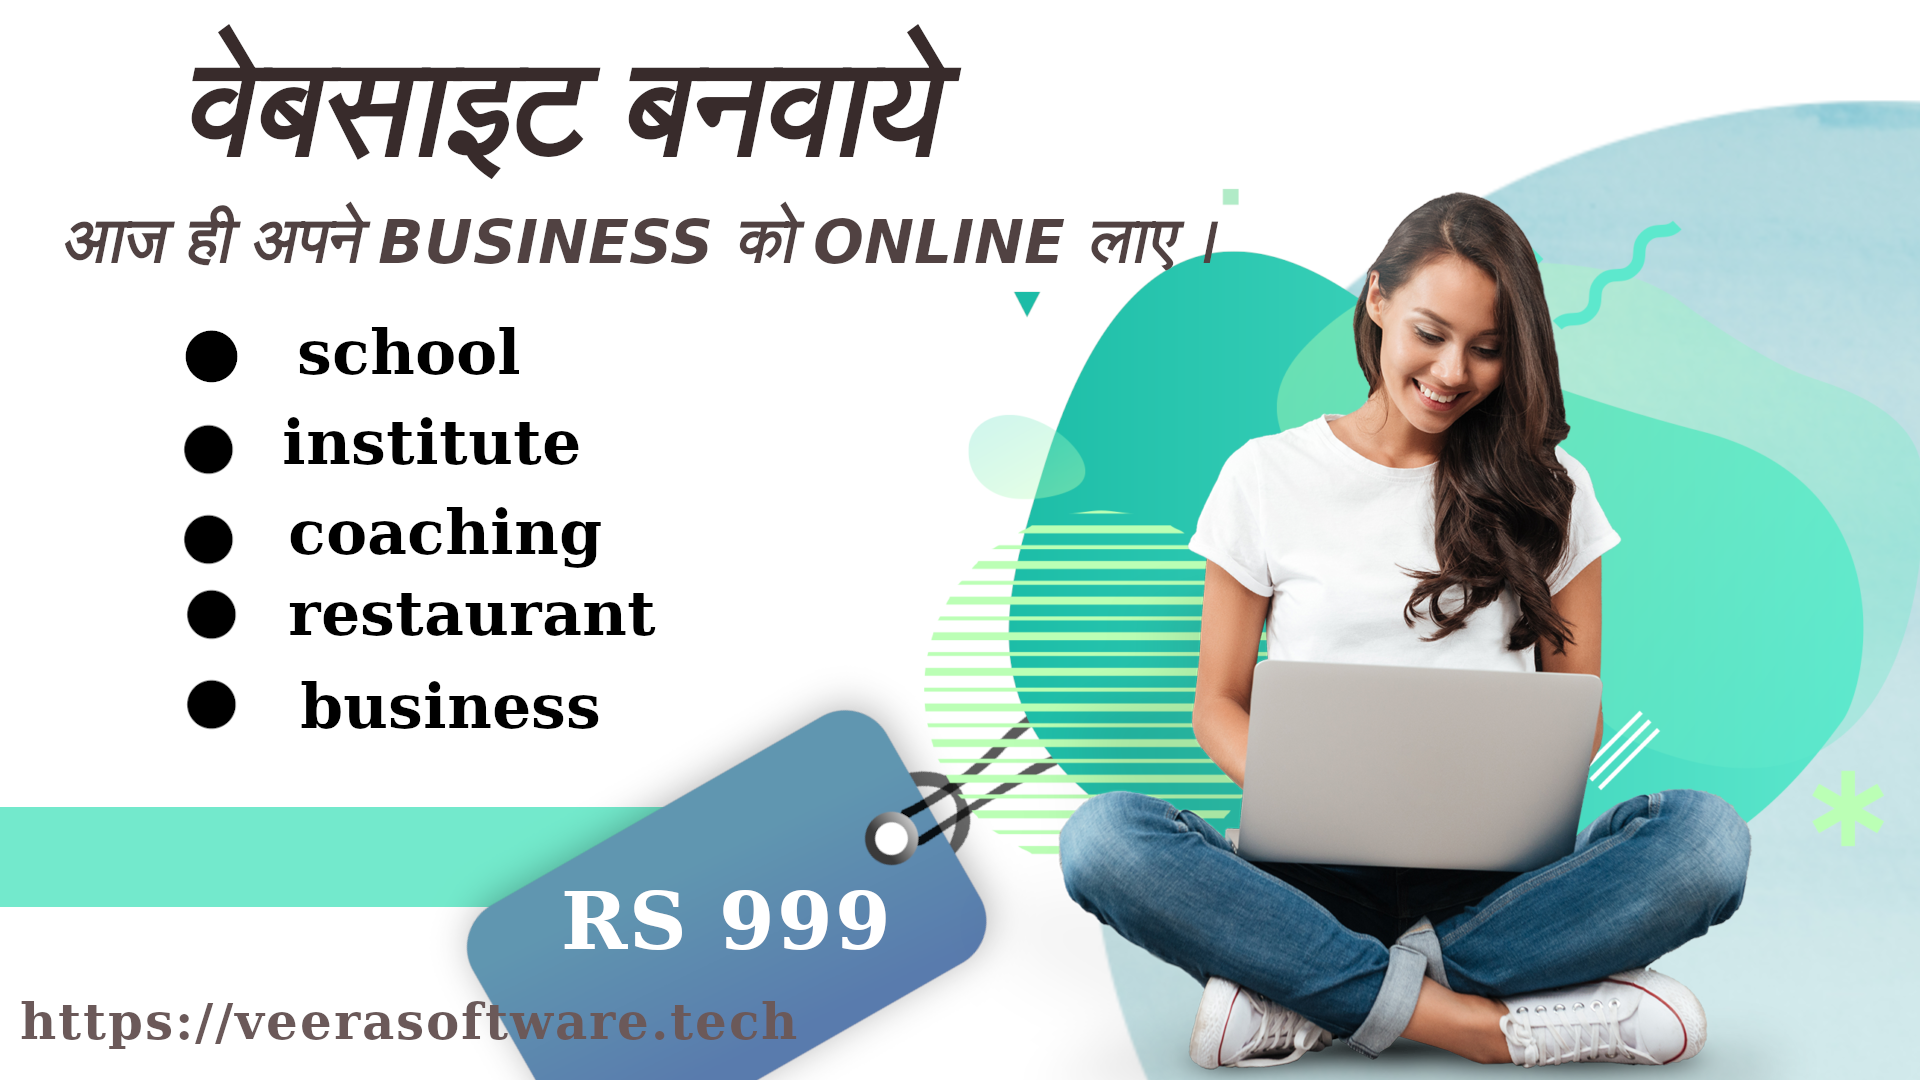 वेबसाइट बनवाये
आज ही अपने BUSINESS को ONLINE लाए ।
school
institute
coaching
restaurant
business
RS 999
https://veerasoftware.tech